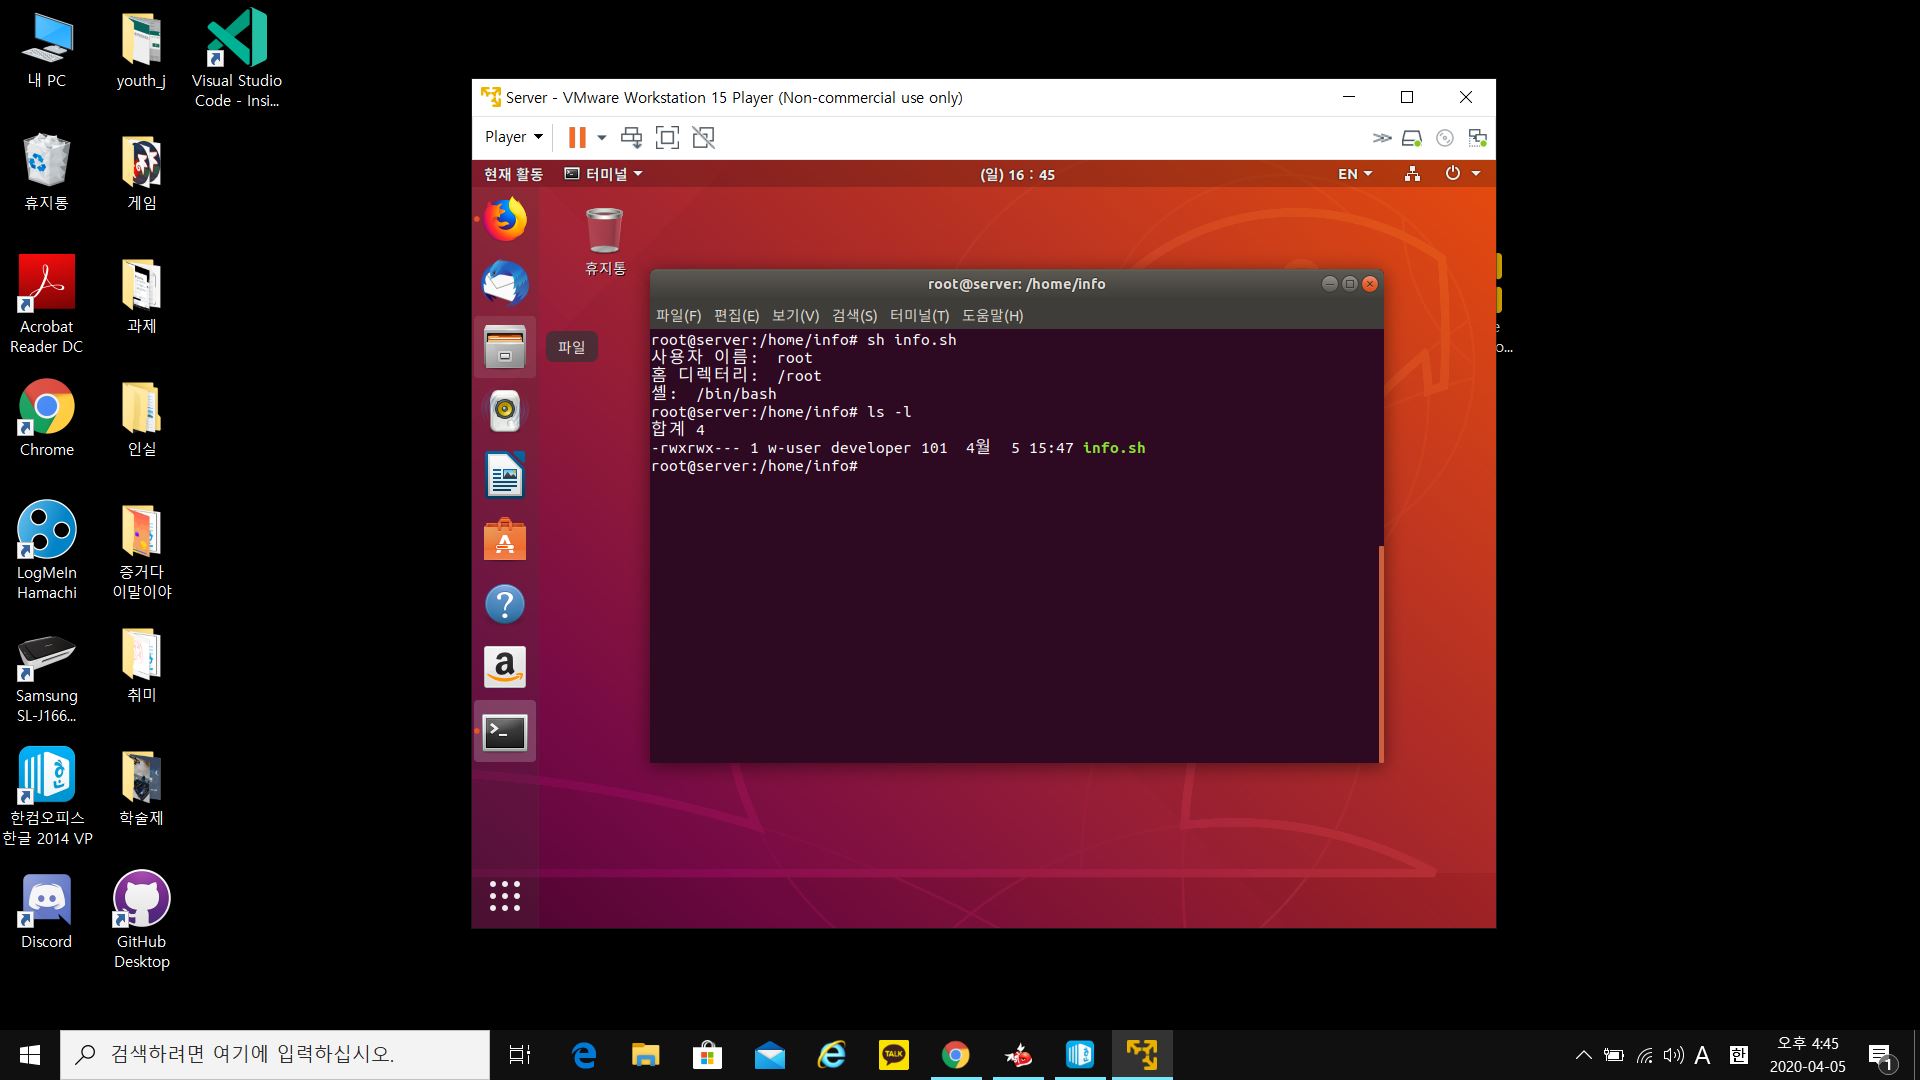 내 PC
youth_j
Visual Studio
Code - Insi...
휴지통
게임
Acrobat
Reader DC
과제
Chrome
인실
LogMeIn
Hamachi
증거다
이말이야
Samsung
SL-J166...
취미
한컴오피스
한글 2014 VP
학술제
Discord
GitHub
Desktop
Server - VMware Workstation 15 Player (Non-commercial use only)
Player
현재 활동
터미널
(일) 16 : 45
EN
휴지통
파일
root@server: /home/info
파일(F) 편집(E) 보기(V) 검색(S) 터미널(T) 도움말(H)
root@server:/home/info# sh info.sh
사용자 이름: root
홈 디렉터리: /root
셸: /bin/bash
root@server:/home/info# ls -l
합계 4
-rwxrwx--- 1 w-user developer 101 4월 5 15:47 info.sh
root@server:/home/info#
e
o...
검색하려면 여기에 입력하십시오.
TALK
A
한
오후 4:45
2020-04-05
1